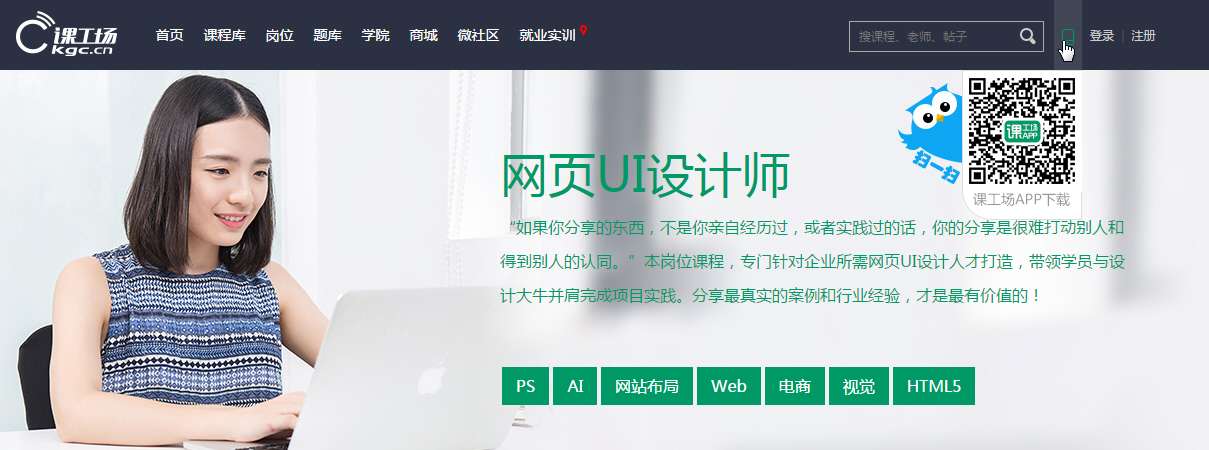 课工场
kgc.cn
首页 课程库 岗位 题库 学院 商城 微社区 就业实训
搜课程、老师、帖子
登录 | 注册
扫一扫
课工场
APP
课工场APP下载
网页UI设计师
“如果你分享的东西，不是你亲自经历过，或者实践过的话，你的分享是很难打动别人和
得到别人的认同。”本岗位课程，专门针对企业所需网页UI设计人才打造，带领学员与设
计大牛并肩完成项目实践。分享最真实的案例和行业经验，才是最有价值的！
PS AI 网站布局 Web 电商 视觉 HTML5